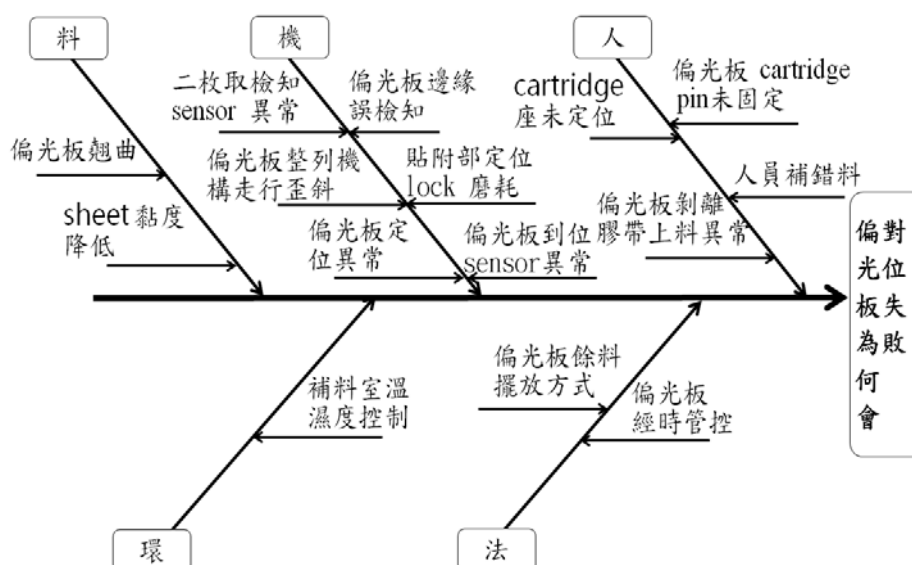 料
機
人
二枚取檢知
sensor 異常
偏光板邊緣
誤檢知
cartridge
座未定位
偏光板 cartridge
pin未固定
偏光板翹曲
偏光板整列機
構走行歪斜
貼附部定位
lock 磨耗
人員補錯料
sheet 黏度
降低
偏光板定
位異常
偏光板到位
sensor異常
偏光板剝離
膠帶上料異常
偏光板為何會
對位失敗
補料室溫
濕度控制
偏光板餘料
擺放方式
偏光板
經時管控
環
法